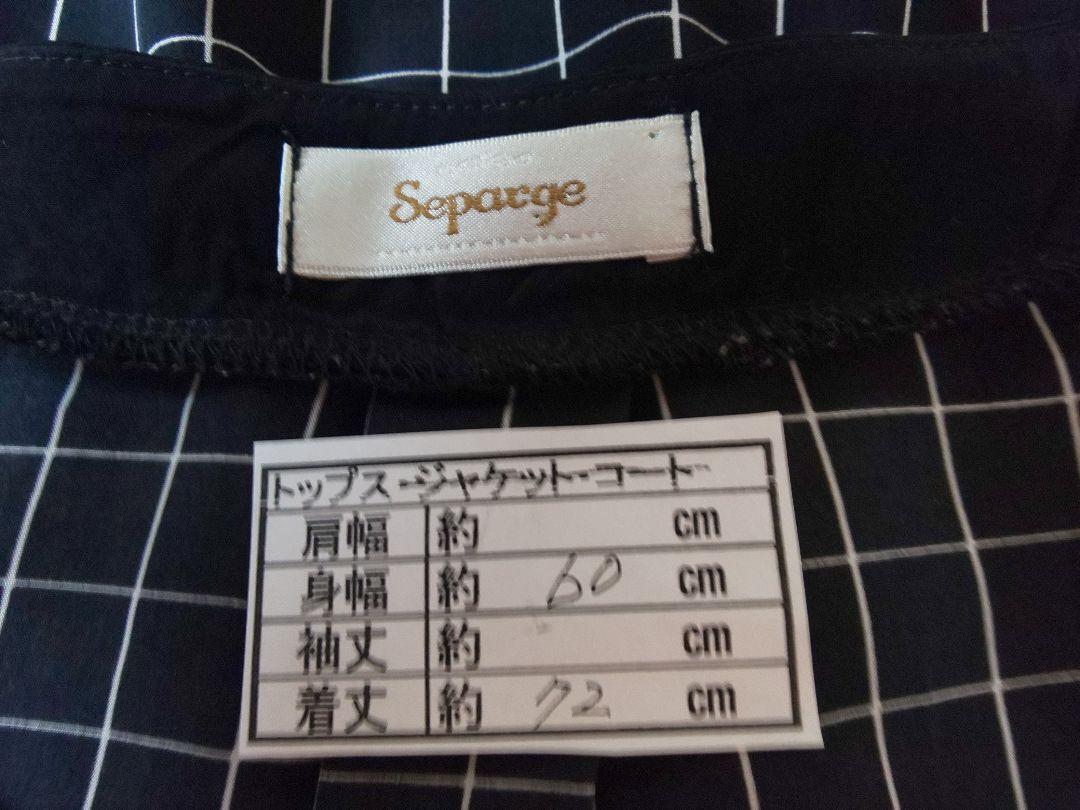 Separge
トップス・ジャケット・コート
肩幅 約 cm
身幅 約 60 cm
袖丈 約 cm
着丈 約 72 cm